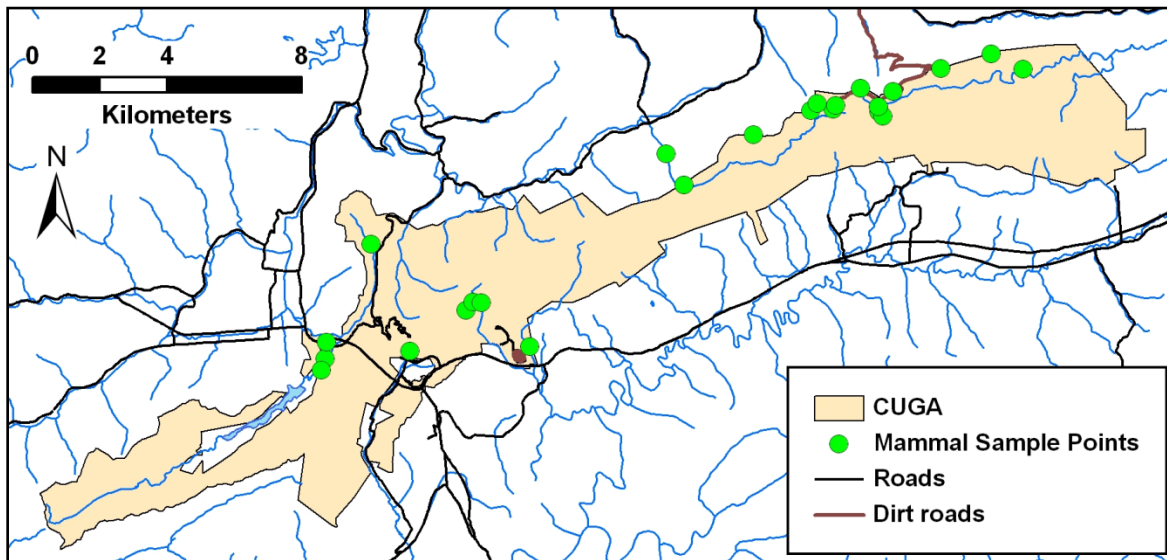 0 2 4 8
Kilometers
N
CUGA
Mammal Sample Points
Roads
Dirt roads